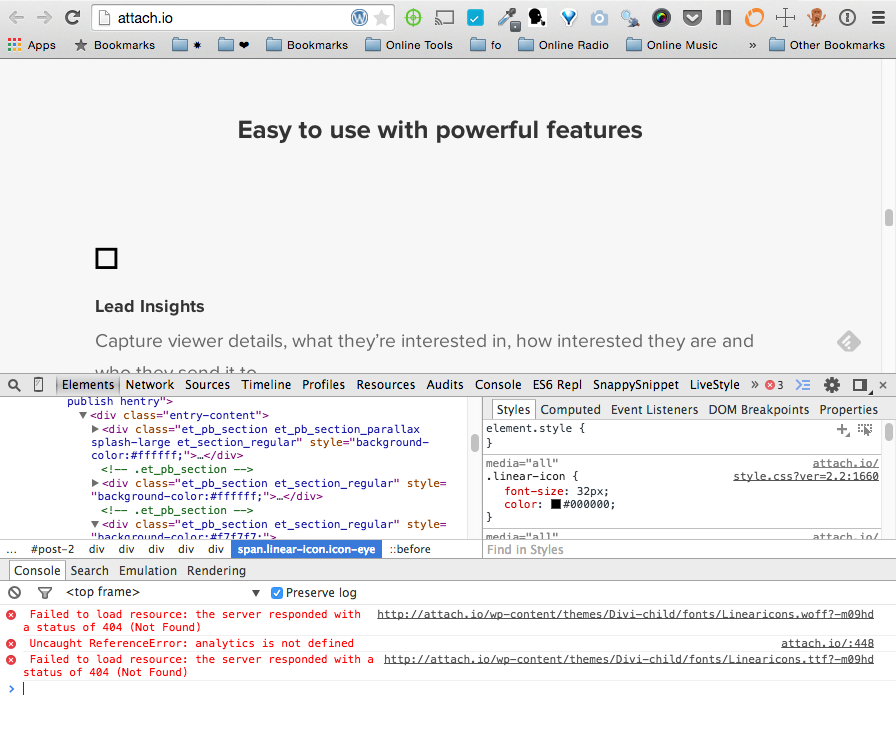 attach.io
Apps Bookmarks * ❤ Bookmarks Online Tools fo Online Radio Online Music » Other Bookmarks
Easy to use with powerful features
Lead Insights
Capture viewer details, what they’re interested in, how interested they are and
who they send it to
Elements Network Sources Timeline Profiles Resources Audits Console ES6 Repl SnappySnippet LiveStyle » 3
publish hentry">
▼<div class="entry-content">
▶<div class="et_pb_section et_pb_section_parallax
splash-large et_section_regular" style="background-
color:#ffffff;">…</div>
<!-- .et_pb_section -->
▶<div class="et_pb_section et_section_regular" style=
"background-color:#ffffff;">…</div>
<!-- .et_pb_section -->
▼<div class="et_pb_section et_section_regular" style=
"background-color:#f7f7f7;">
... #post-2 div div div div div span.linear-icon.icon-eye ::before
Styles Computed Event Listeners DOM Breakpoints Properties
element.style {
}
media="all" attach.io/
.linear-icon { style.css?ver=2.2:1660
font-size: 32px;
color: #000000;
}
media="all" attach.io/
Find in Styles
Console Search Emulation Rendering
<top frame> ▼ Preserve log
Failed to load resource: the server responded with http://attach.io/wp-content/themes/Divi-child/fonts/Linearicons.woff?-m09hd
a status of 404 (Not Found)
Uncaught ReferenceError: analytics is not defined attach.io/:448
Failed to load resource: the server responded with a http://attach.io/wp-content/themes/Divi-child/fonts/Linearicons.ttf?-m09hd
status of 404 (Not Found)
>